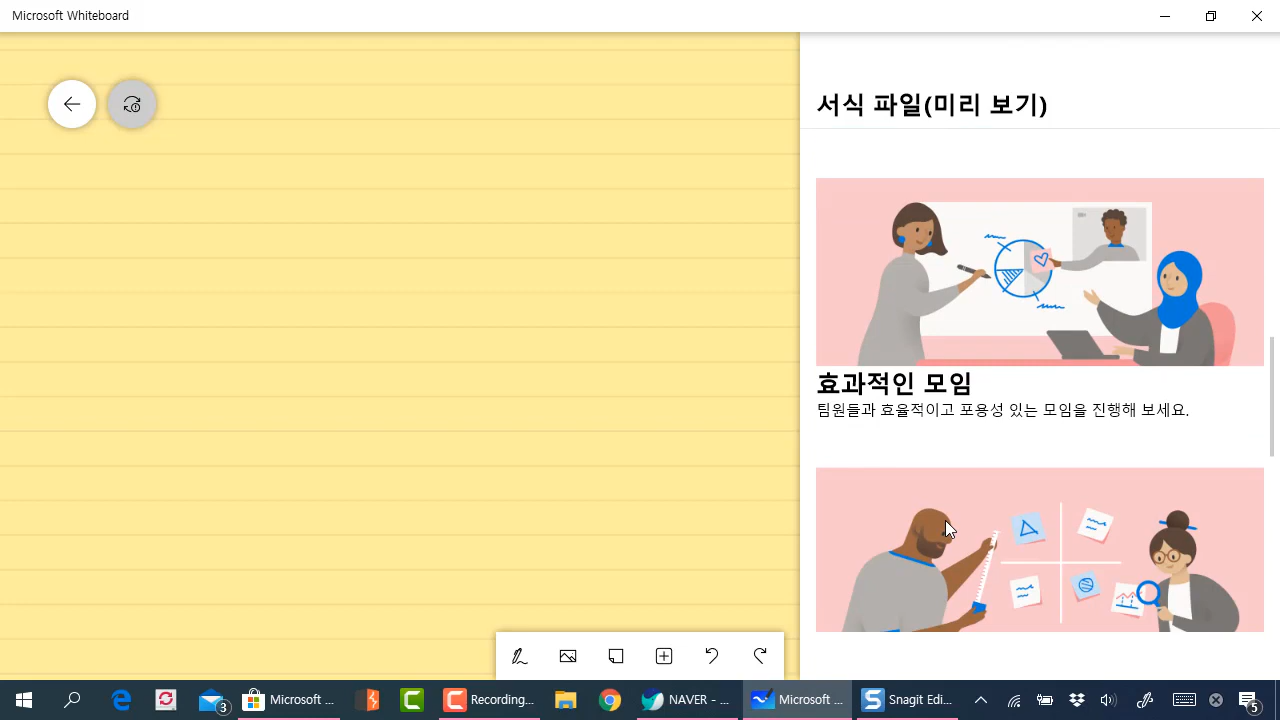 Microsoft Whiteboard
서식 파일(미리 보기)
효과적인 모임
팀원들과 효율적이고 포용성 있는 모임을 진행해 보세요.
3
Microsoft ...
Recording...
NAVER - ...
Microsoft ...
Snagit Edi...
5